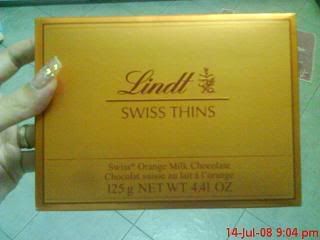 Lindt
SWISS THINS
Swiss* Orange Milk Chocolate
Chocolat suisse au lait à l'orange
125 g NET WT 4.41 OZ
14-Jul-08 9:04 pm